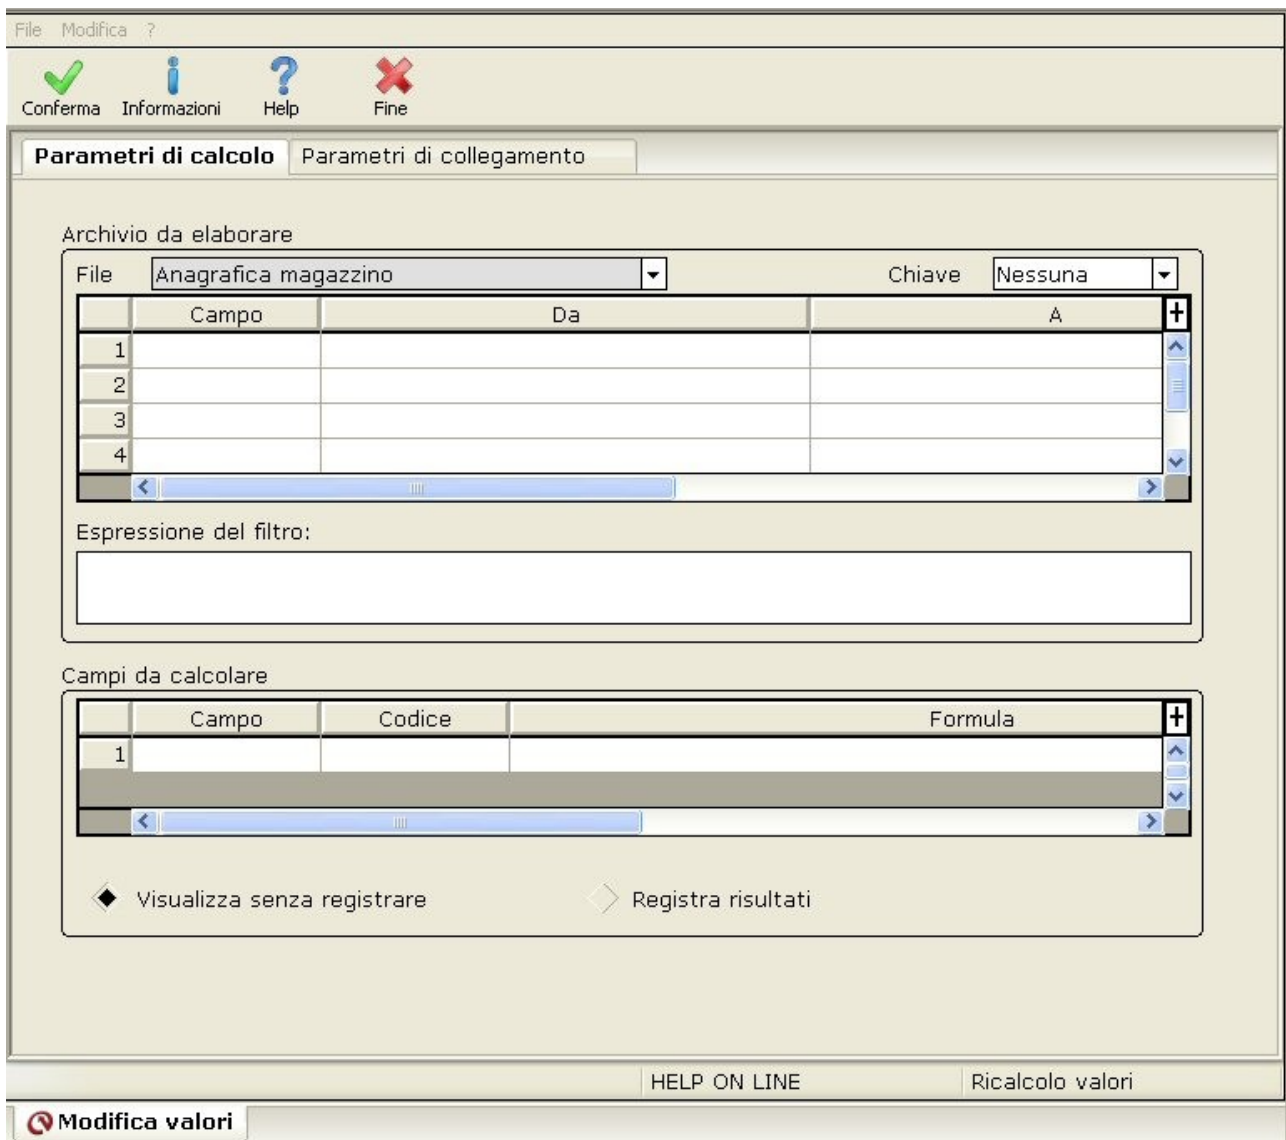 File Modifica ?
Conferma Informazioni Help Fine
Parametri di calcolo Parametri di collegamento
Archivio da elaborare
File Anagrafica magazzino Chiave Nessuna
Campo Da A +
1
2
3
4
Espressione del filtro:
Campi da calcolare
Campo Codice Formula +
1
Visualizza senza registrare Registra risultati
HELP ON LINE Ricalcolo valori
Modifica valori